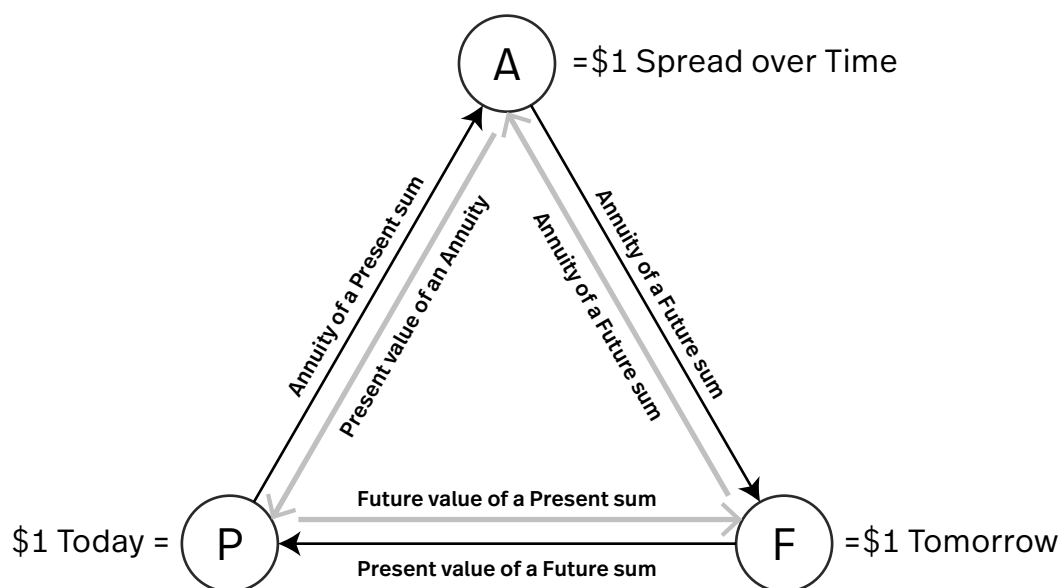 A
=$1 Spread over Time
Annuity of a Present sum
Present value of an Annuity
Annuity of a Future sum
Annuity of a Future sum
Future value of a Present sum
$1 Today =
P
F
=$1 Tomorrow
Present value of a Future sum